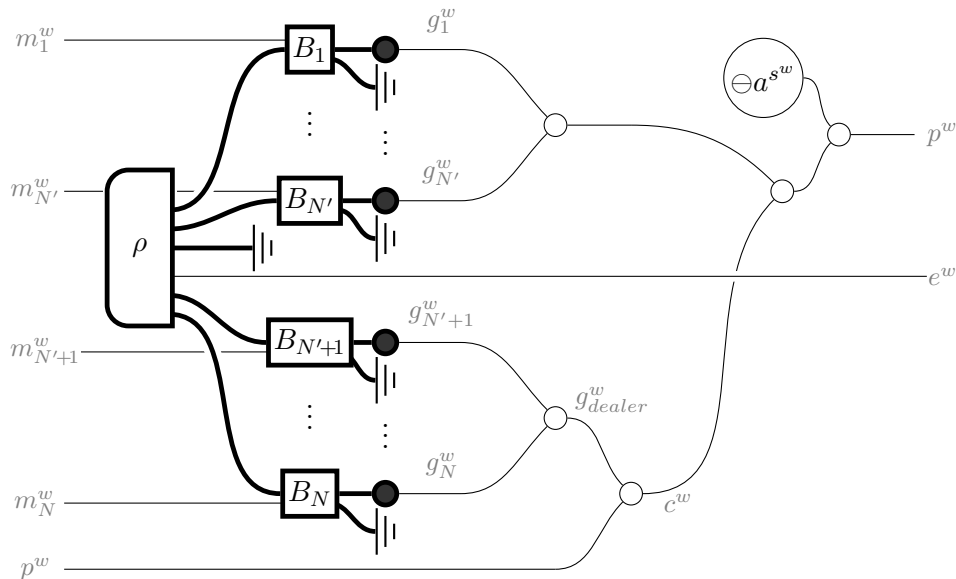 m_1^w
B_1
g_1^w
⊖a^{s^w}
p^w
⋮
⋮
m_{N'}^w
B_{N'}
g_{N'}^w
ρ
e^w
m_{N'+1}^w
B_{N'+1}
g_{N'+1}^w
⋮
⋮
g_{dealer}^w
m_N^w
B_N
g_N^w
c^w
p^w